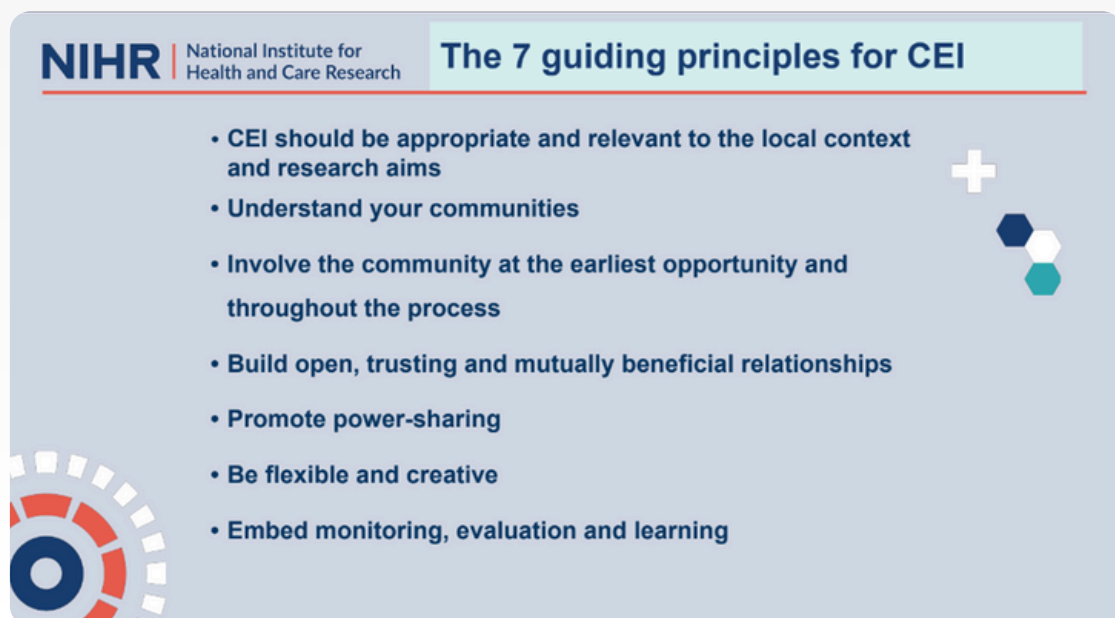 NIHR | National Institute for
Health and Care Research
The 7 guiding principles for CEI
• CEI should be appropriate and relevant to the local context
and research aims
• Understand your communities
• Involve the community at the earliest opportunity and
throughout the process
• Build open, trusting and mutually beneficial relationships
• Promote power-sharing
• Be flexible and creative
• Embed monitoring, evaluation and learning